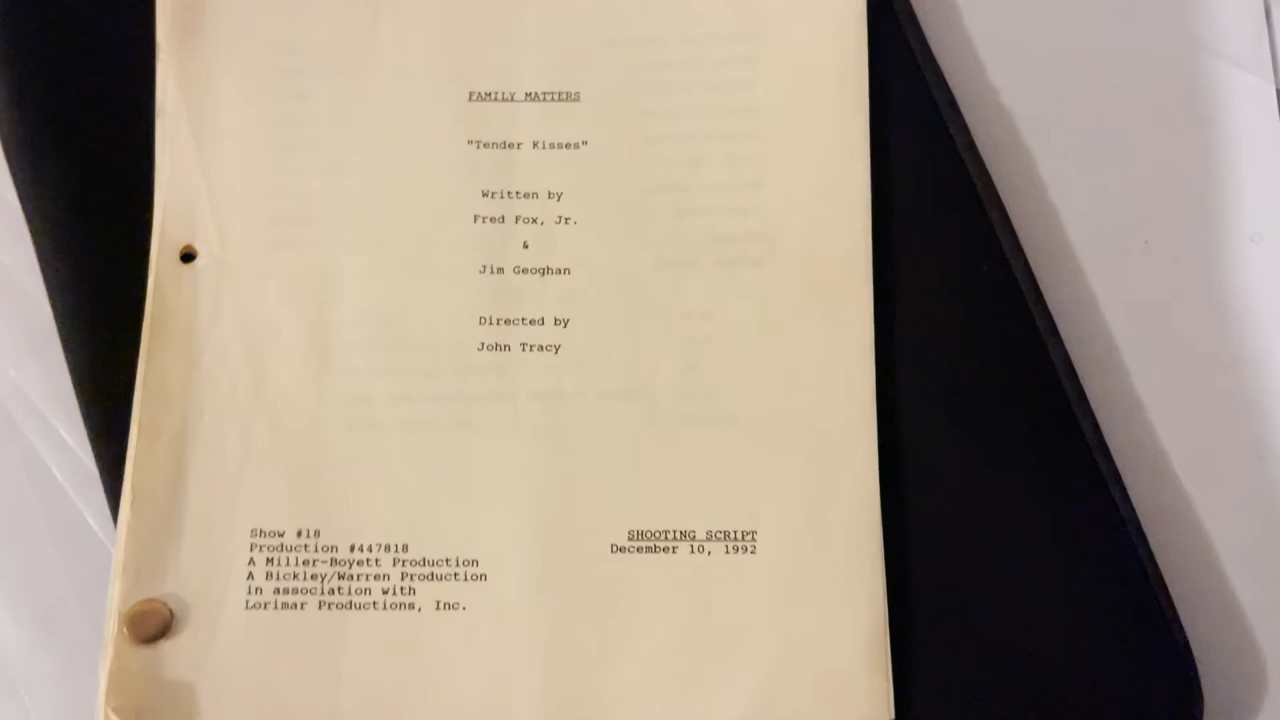 FAMILY MATTERS
"Tender Kisses"
Written by
Fred Fox, Jr.
&
Jim Geoghan
Directed by
John Tracy
Show #18
Production #447818
A Miller-Boyett Production
A Bickley/Warren Production
in association with
Lorimar Productions, Inc.
SHOOTING SCRIPT
December 10, 1992